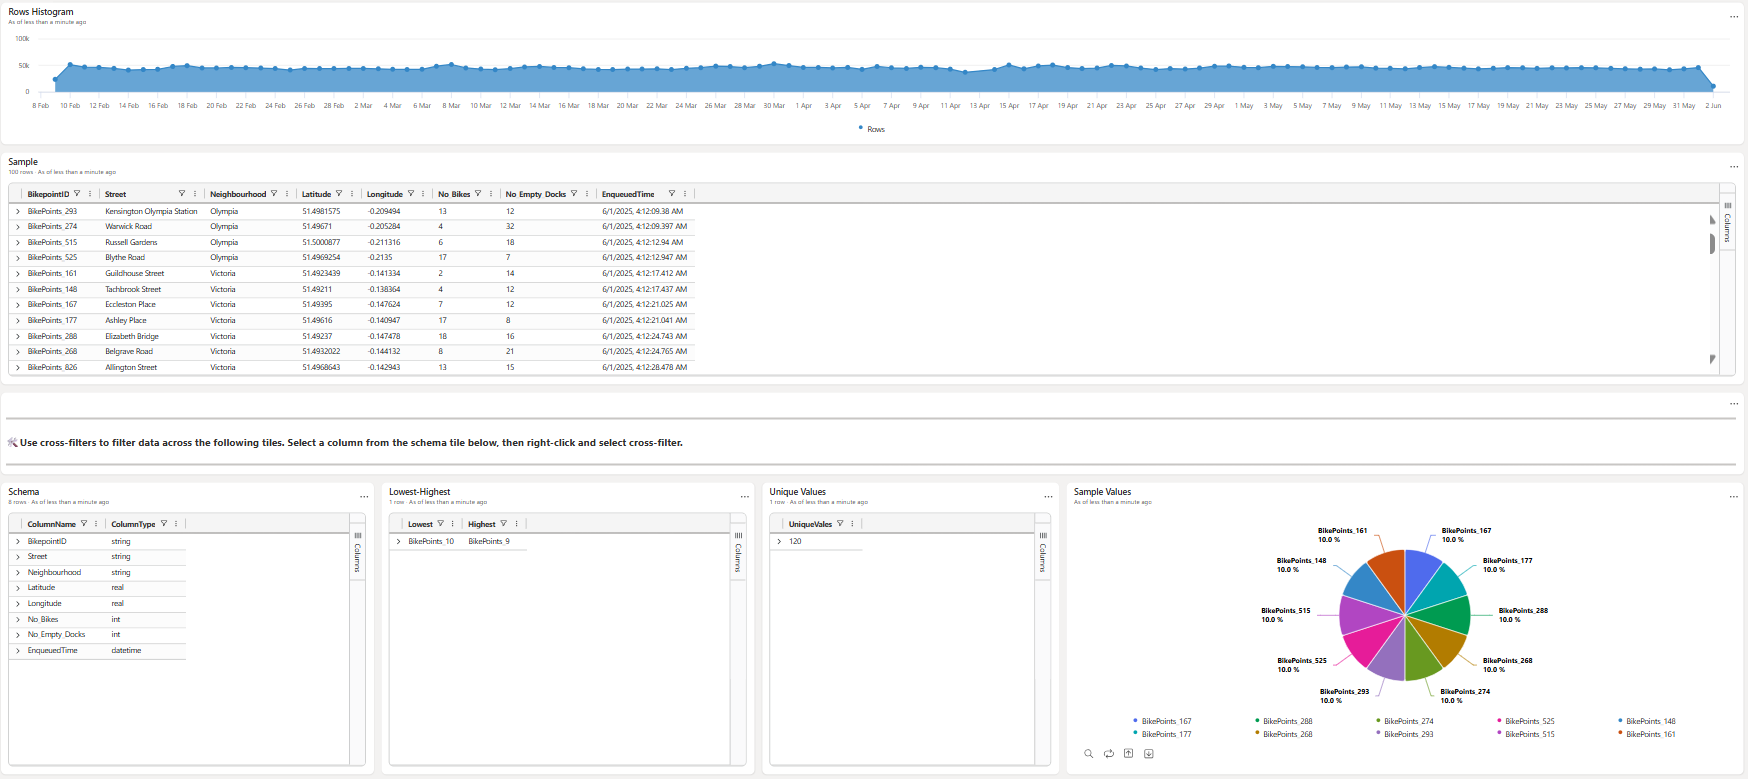 Rows Histogram
As of less than a minute ago
100k
50k
0
8 Feb 10 Feb 12 Feb 14 Feb 16 Feb 18 Feb 20 Feb 22 Feb 24 Feb 26 Feb 28 Feb 2 Mar 4 Mar 6 Mar 8 Mar 10 Mar 12 Mar 14 Mar 16 Mar 18 Mar 20 Mar 22 Mar 24 Mar 26 Mar 28 Mar 30 Mar 1 Apr 3 Apr 5 Apr 7 Apr 9 Apr 11 Apr 13 Apr 15 Apr 17 Apr 19 Apr 21 Apr 23 Apr 25 Apr 27 Apr 29 Apr 1 May 3 May 5 May 7 May 9 May 11 May 13 May 15 May 17 May 19 May 21 May 23 May 25 May 27 May 29 May 31 May 2 Jun
Rows
Sample
100 rows · As of less than a minute ago
BikepointID Street Neighbourhood Latitude Longitude No_Bikes No_Empty_Docks EnqueuedTime
BikePoints_293 Kensington Olympia Station Olympia 51.4981575 -0.209494 13 12 6/1/2025, 4:12:09.38 AM
BikePoints_274 Warwick Road Olympia 51.49671 -0.205284 4 32 6/1/2025, 4:12:09.397 AM
BikePoints_515 Russell Gardens Olympia 51.5000877 -0.211316 6 18 6/1/2025, 4:12:12.94 AM
BikePoints_525 Blythe Road Olympia 51.4969254 -0.2135 17 7 6/1/2025, 4:12:12.947 AM
BikePoints_161 Guildhouse Street Victoria 51.4923439 -0.141334 2 14 6/1/2025, 4:12:17.412 AM
BikePoints_148 Tachbrook Street Victoria 51.49211 -0.138364 4 12 6/1/2025, 4:12:17.437 AM
BikePoints_167 Eccleston Place Victoria 51.49395 -0.147624 7 12 6/1/2025, 4:12:21.025 AM
BikePoints_177 Ashley Place Victoria 51.49616 -0.140947 17 8 6/1/2025, 4:12:21.041 AM
BikePoints_288 Elizabeth Bridge Victoria 51.49237 -0.147478 18 16 6/1/2025, 4:12:24.743 AM
BikePoints_268 Belgrave Road Victoria 51.4932022 -0.144132 8 21 6/1/2025, 4:12:24.765 AM
BikePoints_826 Allington Street Victoria 51.4968643 -0.142943 13 15 6/1/2025, 4:12:28.478 AM
Columns
Use cross-filters to filter data across the following tiles. Select a column from the schema tile below, then right-click and select cross-filter.
Schema
8 rows · As of less than a minute ago
ColumnName ColumnType
BikepointID string
Street string
Neighbourhood string
Latitude real
Longitude real
No_Bikes int
No_Empty_Docks int
EnqueuedTime datetime
Columns
Lowest-Highest
1 row · As of less than a minute ago
Lowest Highest
BikePoints_10 BikePoints_9
Columns
Unique Values
1 row · As of less than a minute ago
UniqueVales
120
Columns
Sample Values
As of less than a minute ago
BikePoints_161
10.0 %
BikePoints_167
10.0 %
BikePoints_148
10.0 %
BikePoints_177
10.0 %
BikePoints_515
10.0 %
BikePoints_288
10.0 %
BikePoints_525
10.0 %
BikePoints_268
10.0 %
BikePoints_293
10.0 %
BikePoints_274
10.0 %
BikePoints_167 BikePoints_288 BikePoints_274 BikePoints_525 BikePoints_148
BikePoints_177 BikePoints_268 BikePoints_293 BikePoints_515 BikePoints_161